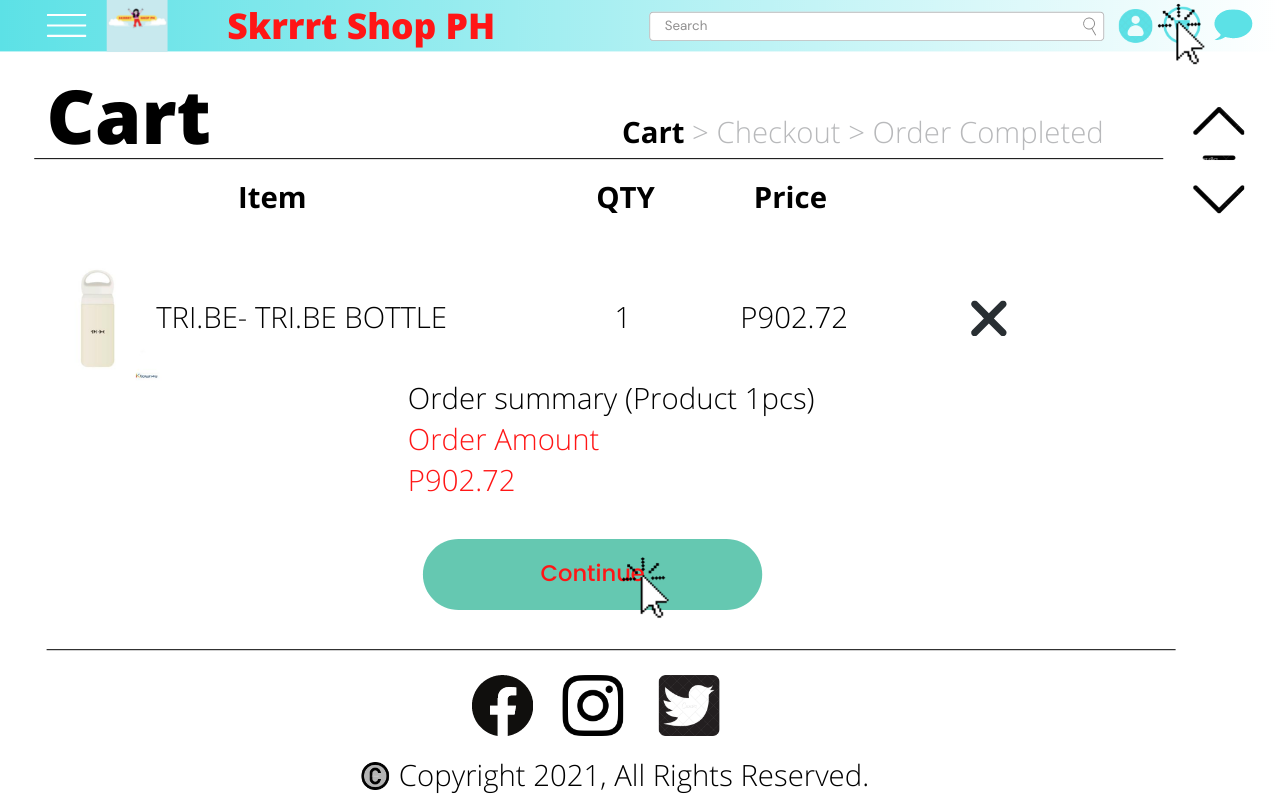 Skrrrt Shop PH
Search
Cart
Cart > Checkout > Order Completed
Item QTY Price
TRI.BE- TRI.BE BOTTLE 1 P902.72
Order summary (Product 1pcs)
Order Amount
P902.72
Continue
© Copyright 2021, All Rights Reserved.